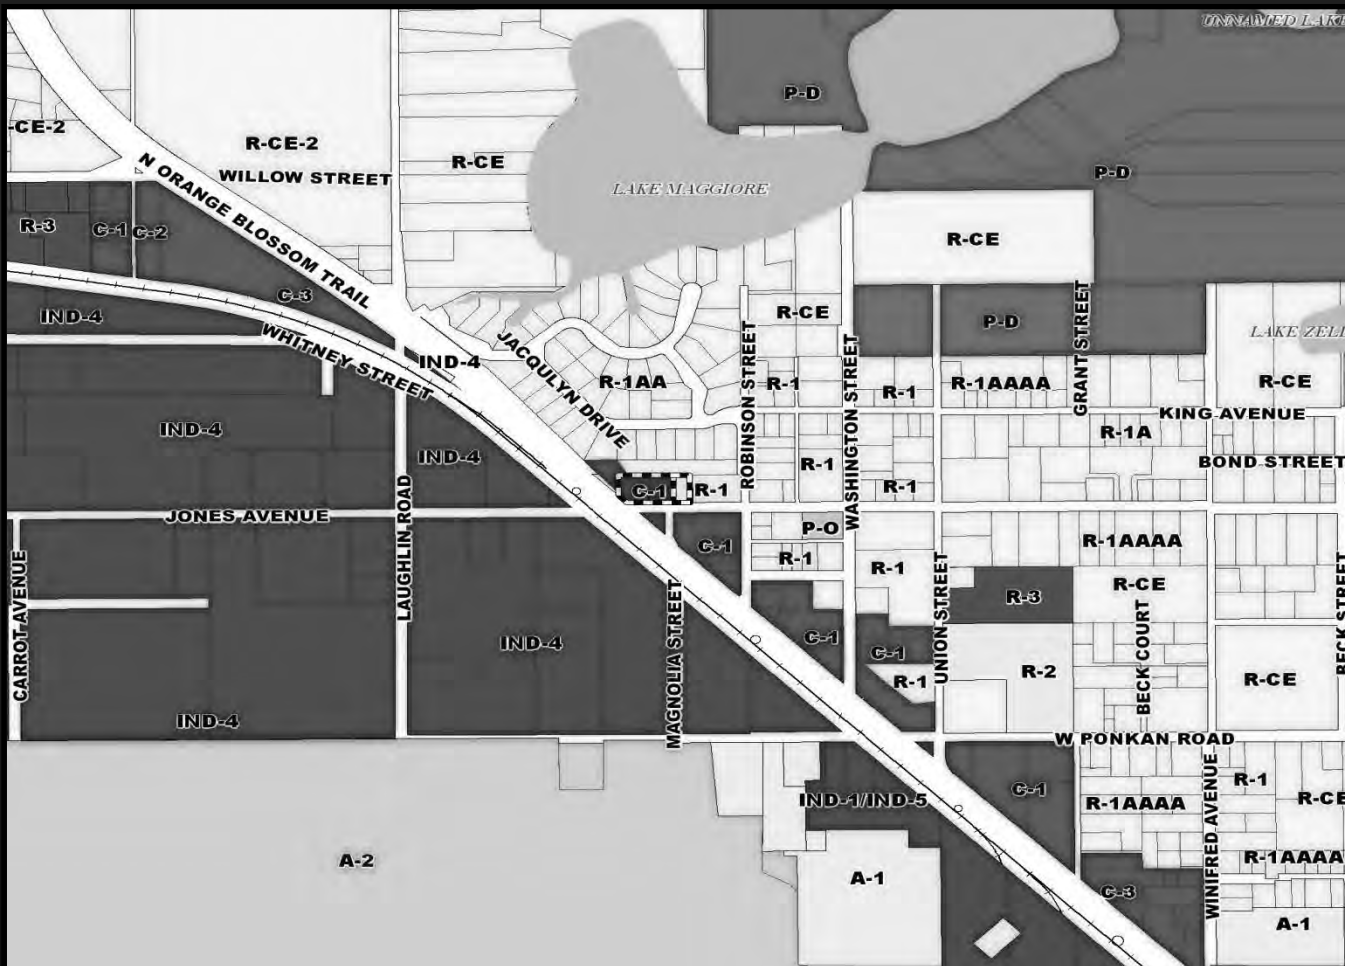 UNNAMED LAKE
P-D
-CE-2
R-CE-2
R-CE
WILLOW STREET
LAKE MAGGIORE
P-D
N ORANGE BLOSSOM TRAIL
R-3
C-1
C-2
R-CE
C-3
IND-4
R-CE
P-D
GRANT STREET
LAKE ZELL
WHITNEY STREET
IND-4
JACQULYN DRIVE
R-1AA
ROBINSON STREET
R-1
WASHINGTON STREET
R-1
R-1AAAA
R-CE
KING AVENUE
IND-4
R-1A
IND-4
R-1
BOND STREET
C-1
R-1
R-1
JONES AVENUE
LAUGHLIN ROAD
P-O
C-1
R-1
R-1
R-1AAAA
R-CE
CARROT AVENUE
MAGNOLIA STREET
UNION STREET
R-3
BECK COURT
BECK STREET
IND-4
C-1
C-1
R-1
R-2
R-CE
IND-4
W PONKAN ROAD
IND-1/IND-5
C-1
R-1AAAA
WINIFRED AVENUE
R-1
R-CE
A-2
A-1
R-1AAAA
C-3
A-1